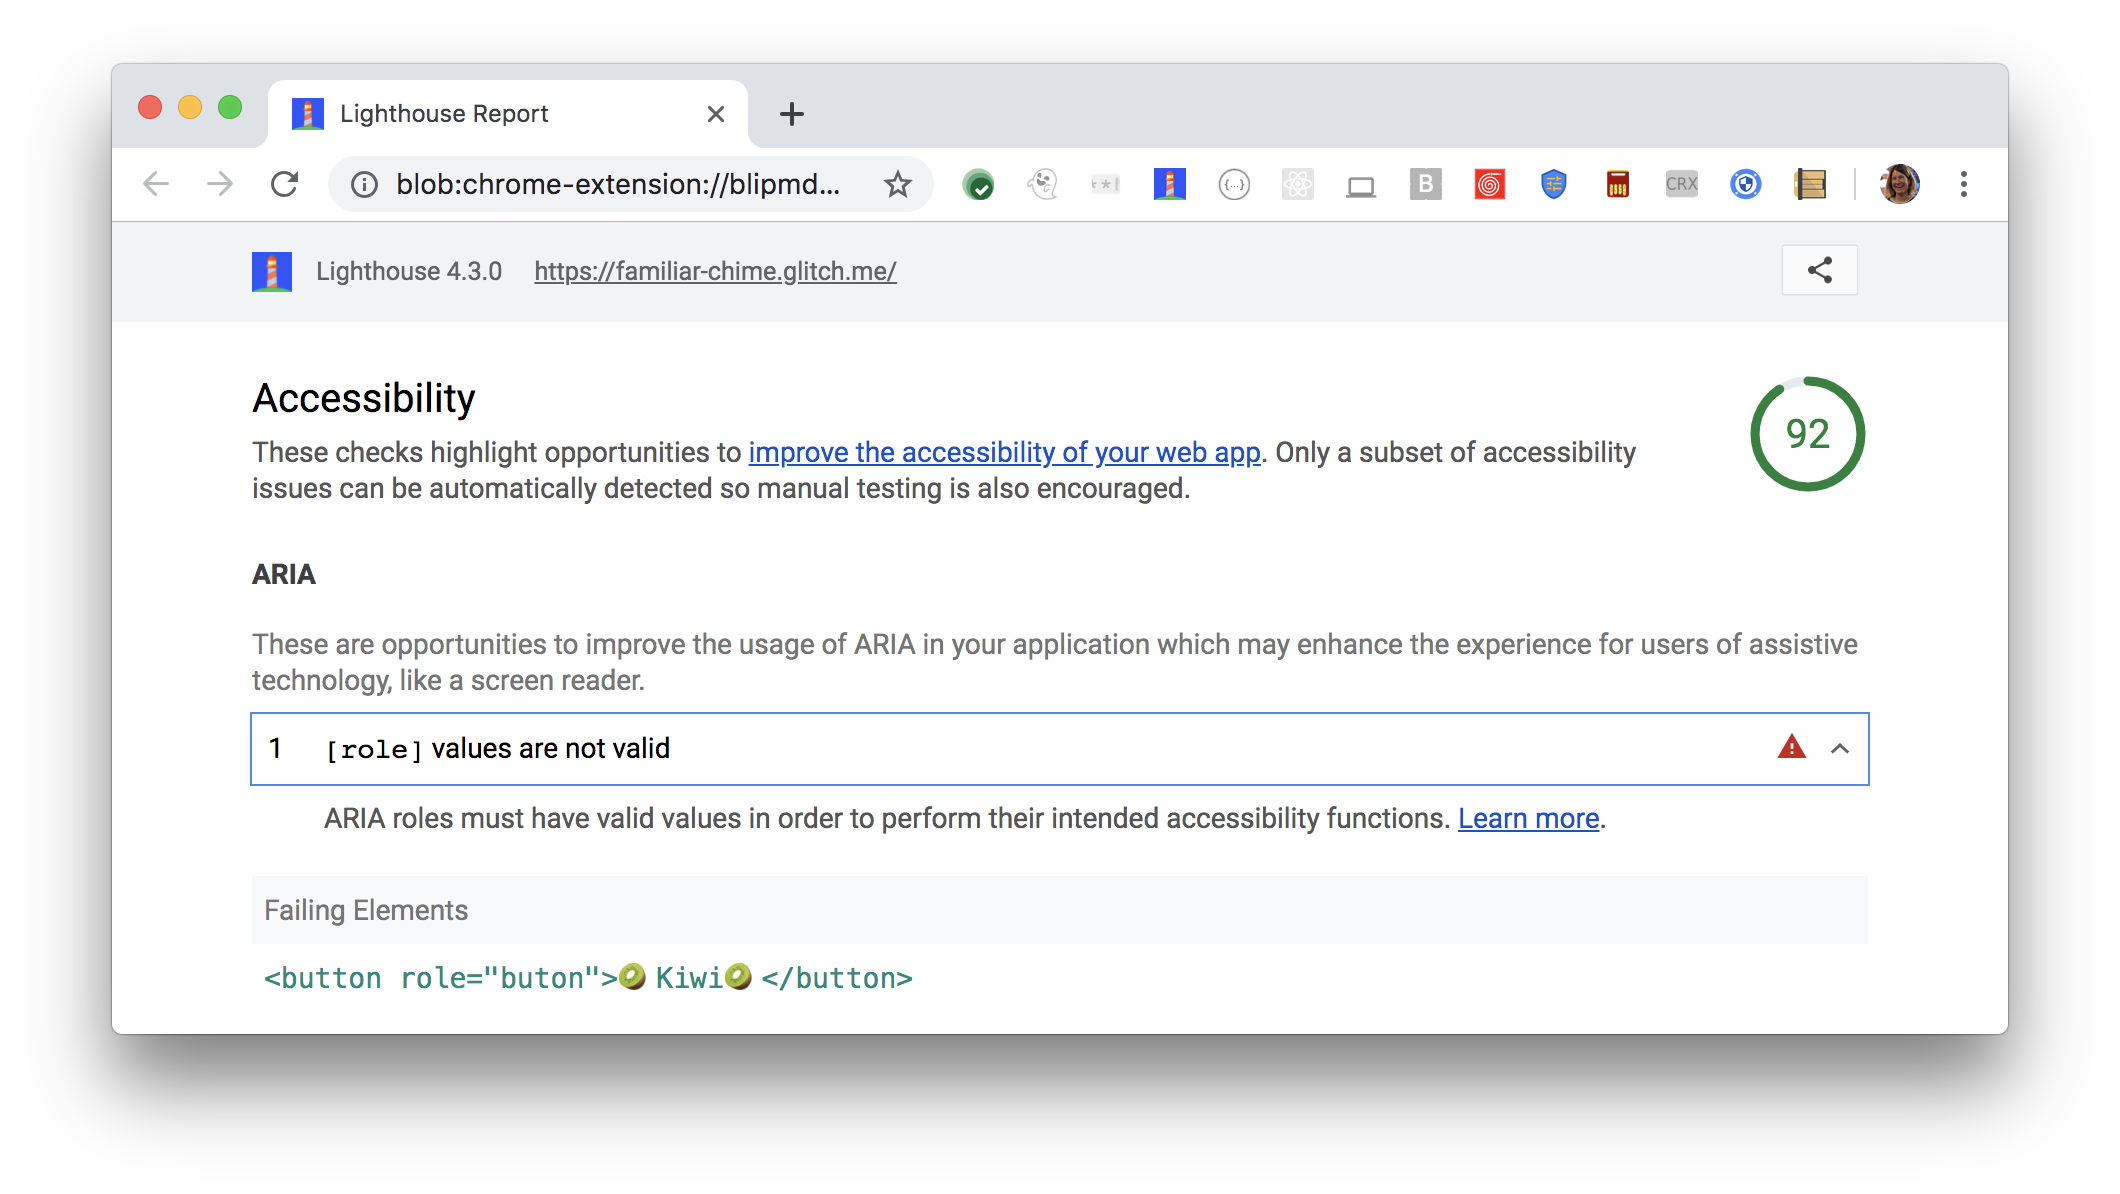 Lighthouse Report
blob:chrome-extension://blipmd...
{...}
B
CRX
Lighthouse 4.3.0 https://familiar-chime.glitch.me/
Accessibility
92
These checks highlight opportunities to improve the accessibility of your web app. Only a subset of accessibility
issues can be automatically detected so manual testing is also encouraged.
ARIA
These are opportunities to improve the usage of ARIA in your application which may enhance the experience for users of assistive
technology, like a screen reader.
1 [role] values are not valid
ARIA roles must have valid values in order to perform their intended accessibility functions. Learn more.
Failing Elements
<button role="buton">🥝 Kiwi🥝 </button>